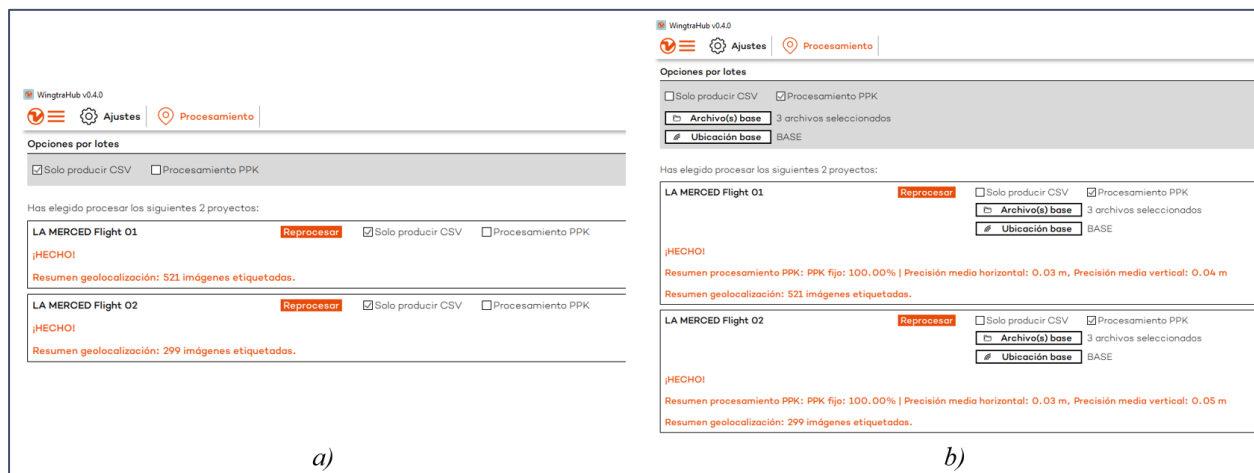 WingtraHub v0.4.0
Ajustes Procesamiento
Opciones por lotes
Solo producir CSV Procesamiento PPK
Has elegido procesar los siguientes 2 proyectos:
LA MERCED Flight 01 Reprocesar Solo producir CSV Procesamiento PPK
¡HECHO!
Resumen geolocalización: 521 imágenes etiquetadas.
LA MERCED Flight 02 Reprocesar Solo producir CSV Procesamiento PPK
¡HECHO!
Resumen geolocalización: 299 imágenes etiquetadas.
a)
WingtraHub v0.4.0
Ajustes Procesamiento
Opciones por lotes
Solo producir CSV Procesamiento PPK
Archivo(s) base 3 archivos seleccionados
Ubicación base BASE
Has elegido procesar los siguientes 2 proyectos:
LA MERCED Flight 01 Reprocesar Solo producir CSV Procesamiento PPK
Archivo(s) base 3 archivos seleccionados
Ubicación base BASE
¡HECHO!
Resumen procesamiento PPK: PPK fijo: 100.00% | Precisión media horizontal: 0.03 m, Precisión media vertical: 0.04 m
Resumen geolocalización: 521 imágenes etiquetadas.
LA MERCED Flight 02 Reprocesar Solo producir CSV Procesamiento PPK
Archivo(s) base 3 archivos seleccionados
Ubicación base BASE
¡HECHO!
Resumen procesamiento PPK: PPK fijo: 100.00% | Precisión media horizontal: 0.03 m, Precisión media vertical: 0.05 m
Resumen geolocalización: 299 imágenes etiquetadas.
b)